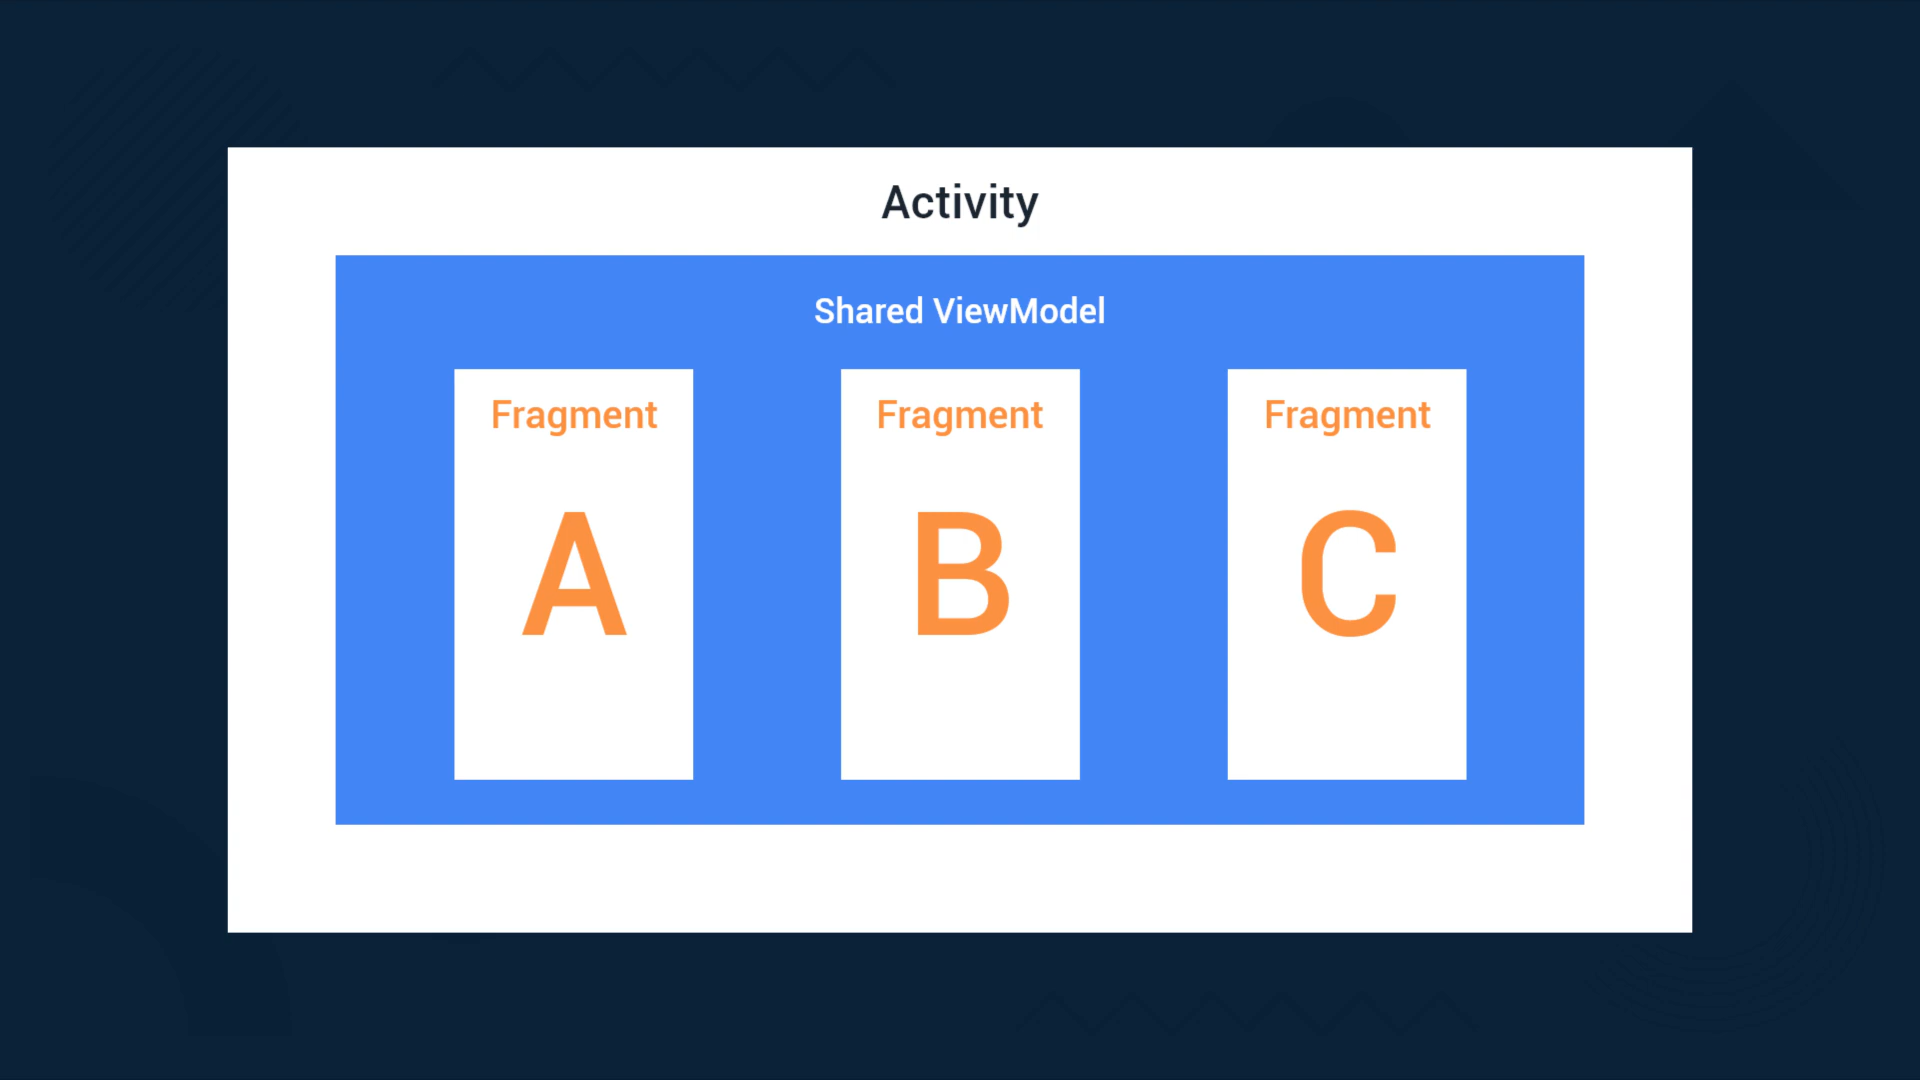 Activity
Shared ViewModel
Fragment
A
Fragment
B
Fragment
C